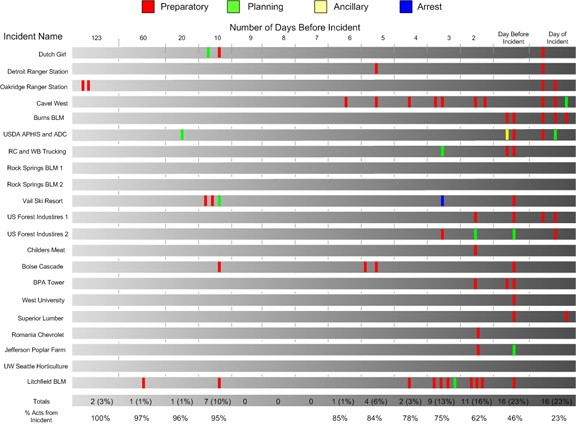 Preparatory Planning Ancillary Arrest
Number of Days Before Incident
Incident Name 123 60 20 10 9 8 7 6 5 4 3 2 Day Before Incident Day of Incident
Dutch Girl
Detroit Ranger Station
Oakridge Ranger Station
Cavel West
Burns BLM
USDA APHIS and ADC
RC and WB Trucking
Rock Springs BLM 1
Rock Springs BLM 2
Vail Ski Resort
US Forest Industires 1
US Forest Industires 2
Childers Meat
Boise Cascade
BPA Tower
West University
Superior Lumber
Romania Chevrolet
Jefferson Poplar Farm
UW Seattle Horticulture
Litchfield BLM
Totals 2 (3%) 1 (1%) 1 (1%) 7 (10%) 0 0 0 1 (1%) 4 (6%) 2 (3%) 9 (13%) 11 (16%) 16 (23%) 16 (23%)
% Acts from Incident 100% 97% 96% 95% 85% 84% 78% 75% 62% 46% 23%